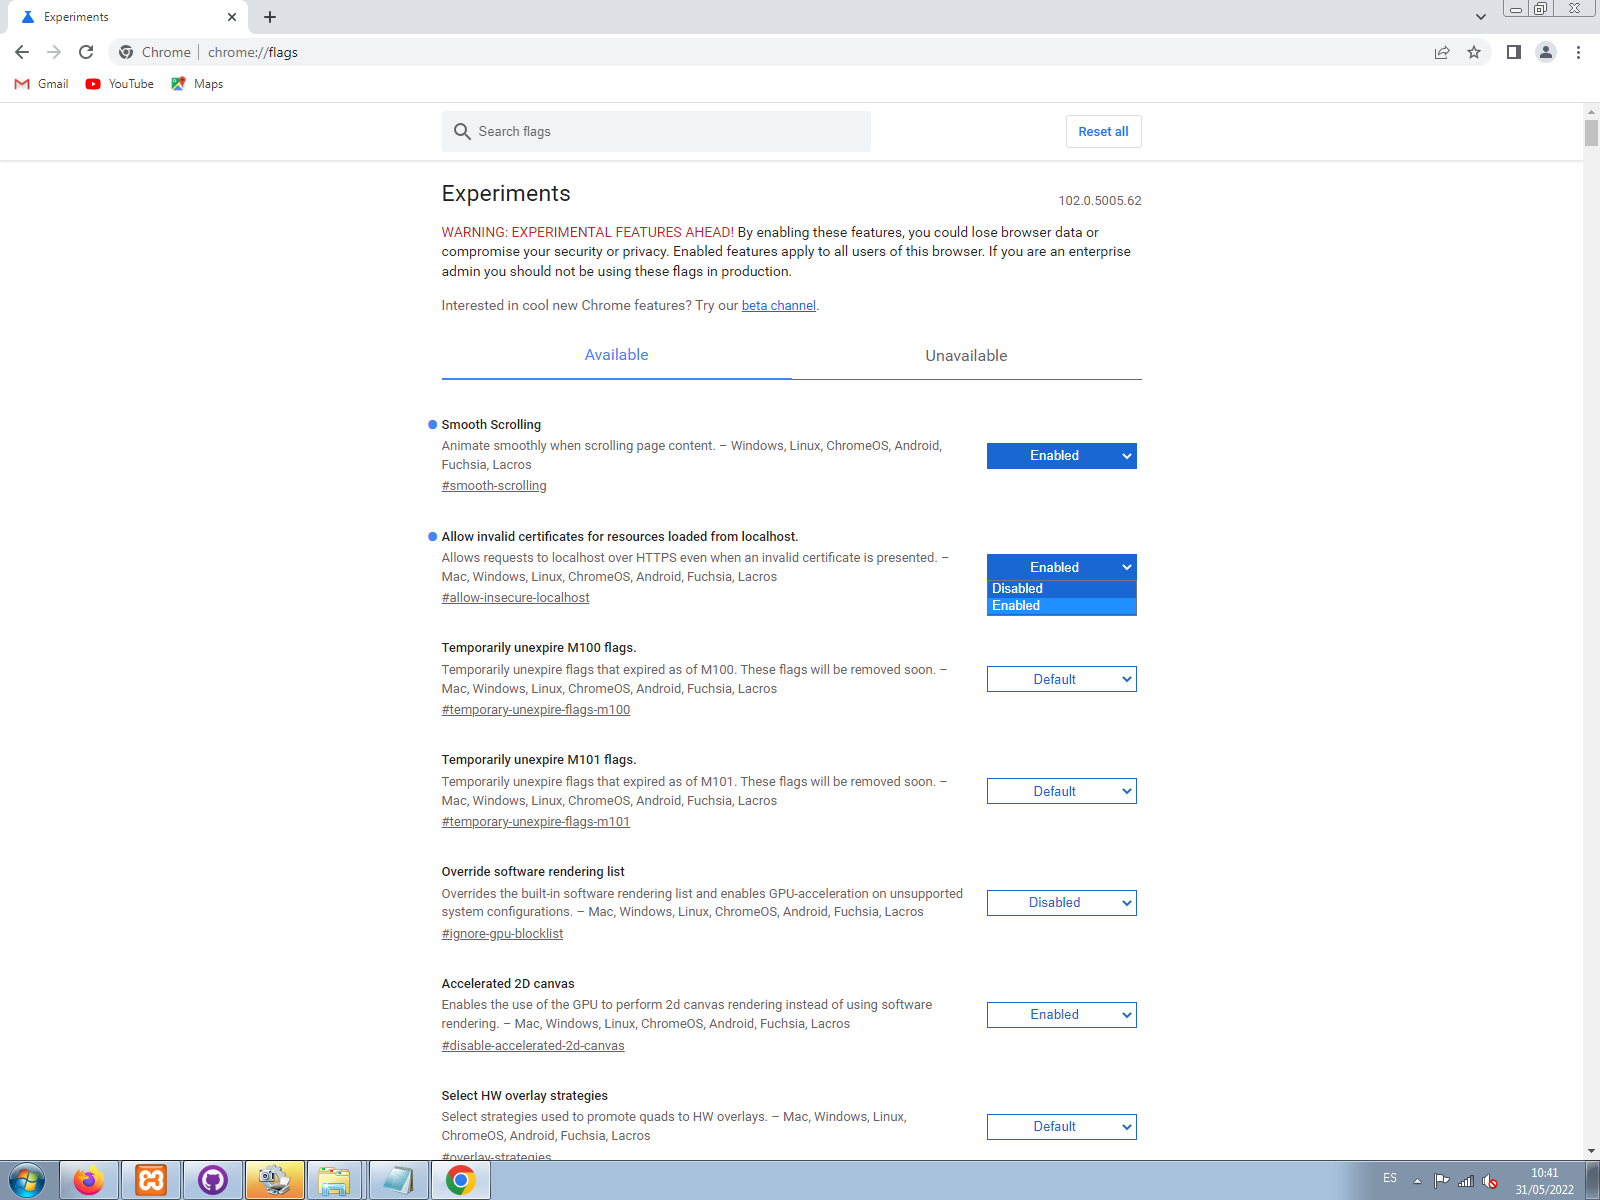 Experiments
Chrome
chrome://flags
Gmail
YouTube
Maps
Search flags
Reset all
Experiments
102.0.5005.62
WARNING: EXPERIMENTAL FEATURES AHEAD! By enabling these features, you could lose browser data or
compromise your security or privacy. Enabled features apply to all users of this browser. If you are an enterprise
admin you should not be using these flags in production.
Interested in cool new Chrome features? Try our beta channel.
Available
Unavailable
Smooth Scrolling
Animate smoothly when scrolling page content. – Windows, Linux, ChromeOS, Android,
Fuchsia, Lacros
#smooth-scrolling
Enabled
Allow invalid certificates for resources loaded from localhost.
Allows requests to localhost over HTTPS even when an invalid certificate is presented. –
Mac, Windows, Linux, ChromeOS, Android, Fuchsia, Lacros
#allow-insecure-localhost
Enabled
Disabled
Enabled
Temporarily unexpire M100 flags.
Temporarily unexpire flags that expired as of M100. These flags will be removed soon. –
Mac, Windows, Linux, ChromeOS, Android, Fuchsia, Lacros
#temporary-unexpire-flags-m100
Default
Temporarily unexpire M101 flags.
Temporarily unexpire flags that expired as of M101. These flags will be removed soon. –
Mac, Windows, Linux, ChromeOS, Android, Fuchsia, Lacros
#temporary-unexpire-flags-m101
Default
Override software rendering list
Overrides the built-in software rendering list and enables GPU-acceleration on unsupported
system configurations. – Mac, Windows, Linux, ChromeOS, Android, Fuchsia, Lacros
#ignore-gpu-blocklist
Disabled
Accelerated 2D canvas
Enables the use of the GPU to perform 2d canvas rendering instead of using software
rendering. – Mac, Windows, Linux, ChromeOS, Android, Fuchsia, Lacros
#disable-accelerated-2d-canvas
Enabled
Select HW overlay strategies
Select strategies used to promote quads to HW overlays. – Mac, Windows, Linux,
ChromeOS, Android, Fuchsia, Lacros
#overlay-strategies
Default
ES
10:41
31/05/2022